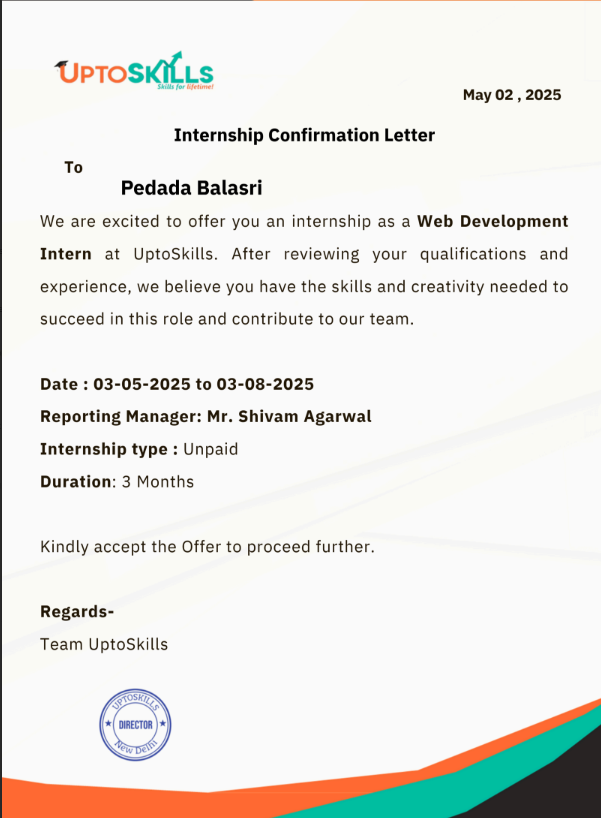 UPTOSKILLS
Skills for lifetime!
May 02 , 2025
Internship Confirmation Letter
To
Pedada Balasri
We are excited to offer you an internship as a Web Development
Intern at UptoSkills. After reviewing your qualifications and
experience, we believe you have the skills and creativity needed to
succeed in this role and contribute to our team.
Date : 03-05-2025 to 03-08-2025
Reporting Manager: Mr. Shivam Agarwal
Internship type : Unpaid
Duration: 3 Months
Kindly accept the Offer to proceed further.
Regards-
Team UptoSkills
UPTOSKILLS
DIRECTOR
New Delhi